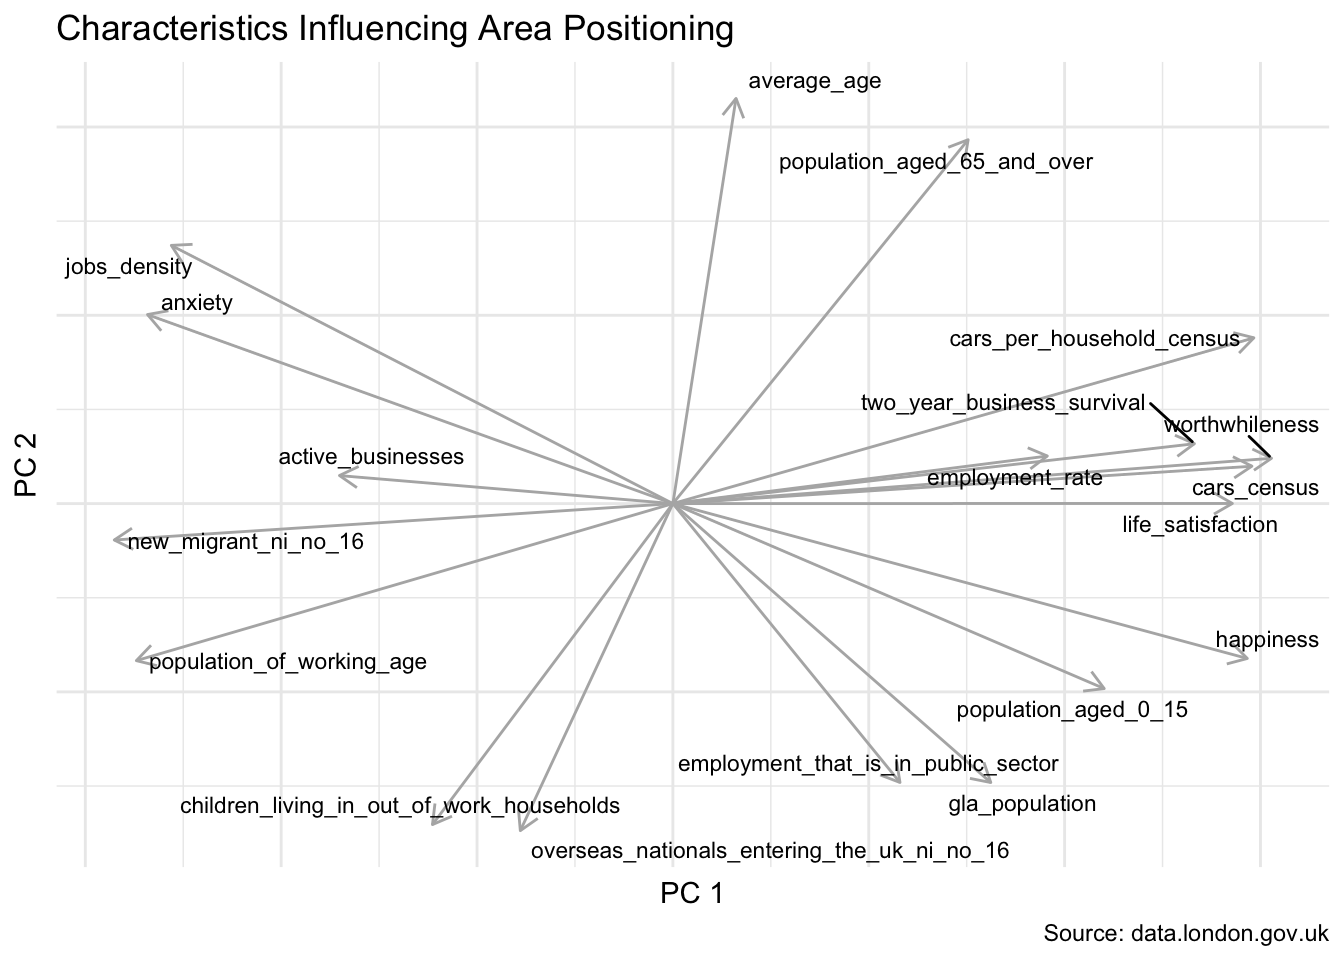 Characteristics Influencing Area Positioning
average_age
population_aged_65_and_over
jobs_density
anxiety
cars_per_household_census
two_year_business_survival
worthwhileness
active_businesses
employment_rate
cars_census
life_satisfaction
new_migrant_ni_no_16
happiness
population_of_working_age
population_aged_0_15
employment_that_is_in_public_sector
children_living_in_out_of_work_households
gla_population
overseas_nationals_entering_the_uk_ni_no_16
PC 2
PC 1
Source: data.london.gov.uk